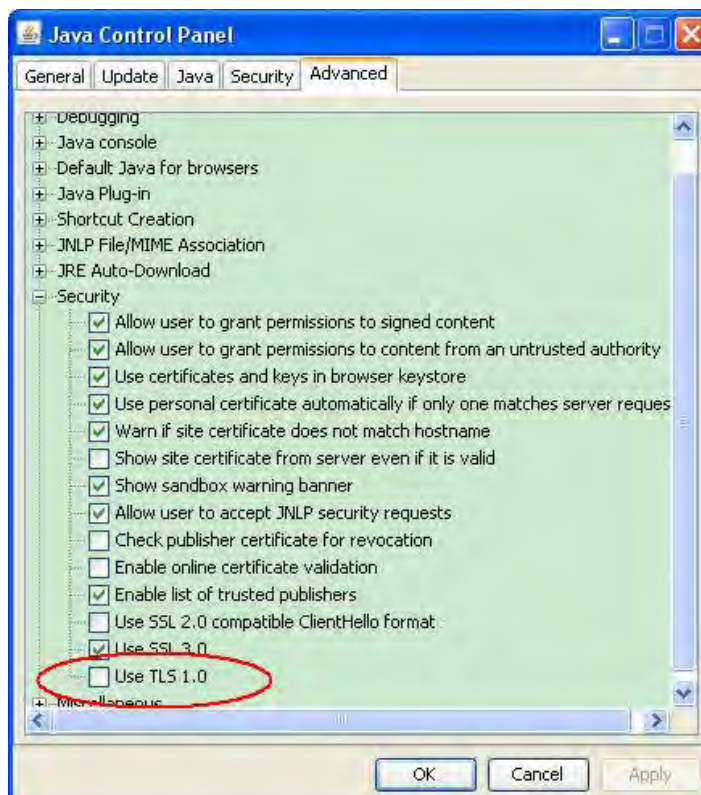 Java Control Panel
General
Update
Java
Security
Advanced
Debugging
Java console
Default Java for browsers
Java Plug-in
Shortcut Creation
JNLP File/MIME Association
JRE Auto-Download
Security
Allow user to grant permissions to signed content
Allow user to grant permissions to content from an untrusted authority
Use certificates and keys in browser keystore
Use personal certificate automatically if only one matches server reques
Warn if site certificate does not match hostname
Show site certificate from server even if it is valid
Show sandbox warning banner
Allow user to accept JNLP security requests
Check publisher certificate for revocation
Enable online certificate validation
Enable list of trusted publishers
Use SSL 2.0 compatible ClientHello format
Use SSL 3.0
Use TLS 1.0
Miscellaneous
OK
Cancel
Apply